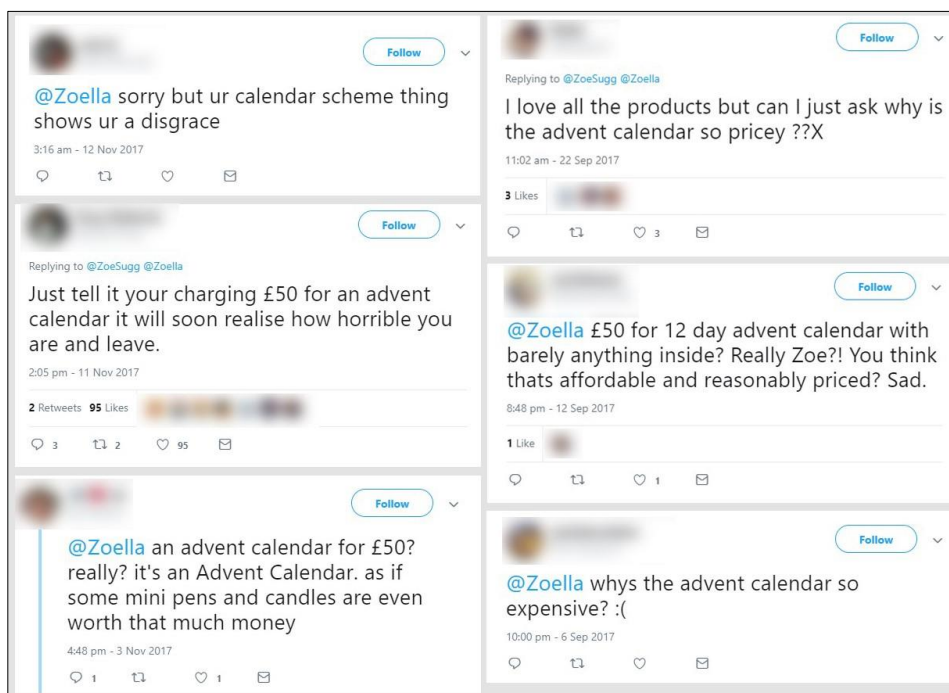 Follow
@Zoella sorry but ur calendar scheme thing
shows ur a disgrace
3:16 am - 12 Nov 2017
Follow
Replying to @ZoeSugg @Zoella
Just tell it your charging £50 for an advent
calendar it will soon realise how horrible you
are and leave.
2:05 pm - 11 Nov 2017
2 Retweets 95 Likes
3 2 95
Follow
@Zoella an advent calendar for £50?
really? it's an Advent Calendar. as if
some mini pens and candles are even
worth that much money
4:48 pm - 3 Nov 2017
1 1
Follow
Replying to @ZoeSugg @Zoella
I love all the products but can I just ask why is
the advent calendar so pricey ??X
11:02 am - 22 Sep 2017
3 Likes
3
Follow
@Zoella £50 for 12 day advent calendar with
barely anything inside? Really Zoe?! You think
thats affordable and reasonably priced? Sad.
8:48 pm - 12 Sep 2017
1 Like
1
Follow
@Zoella whys the advent calendar so
expensive? :(
10:00 pm - 6 Sep 2017